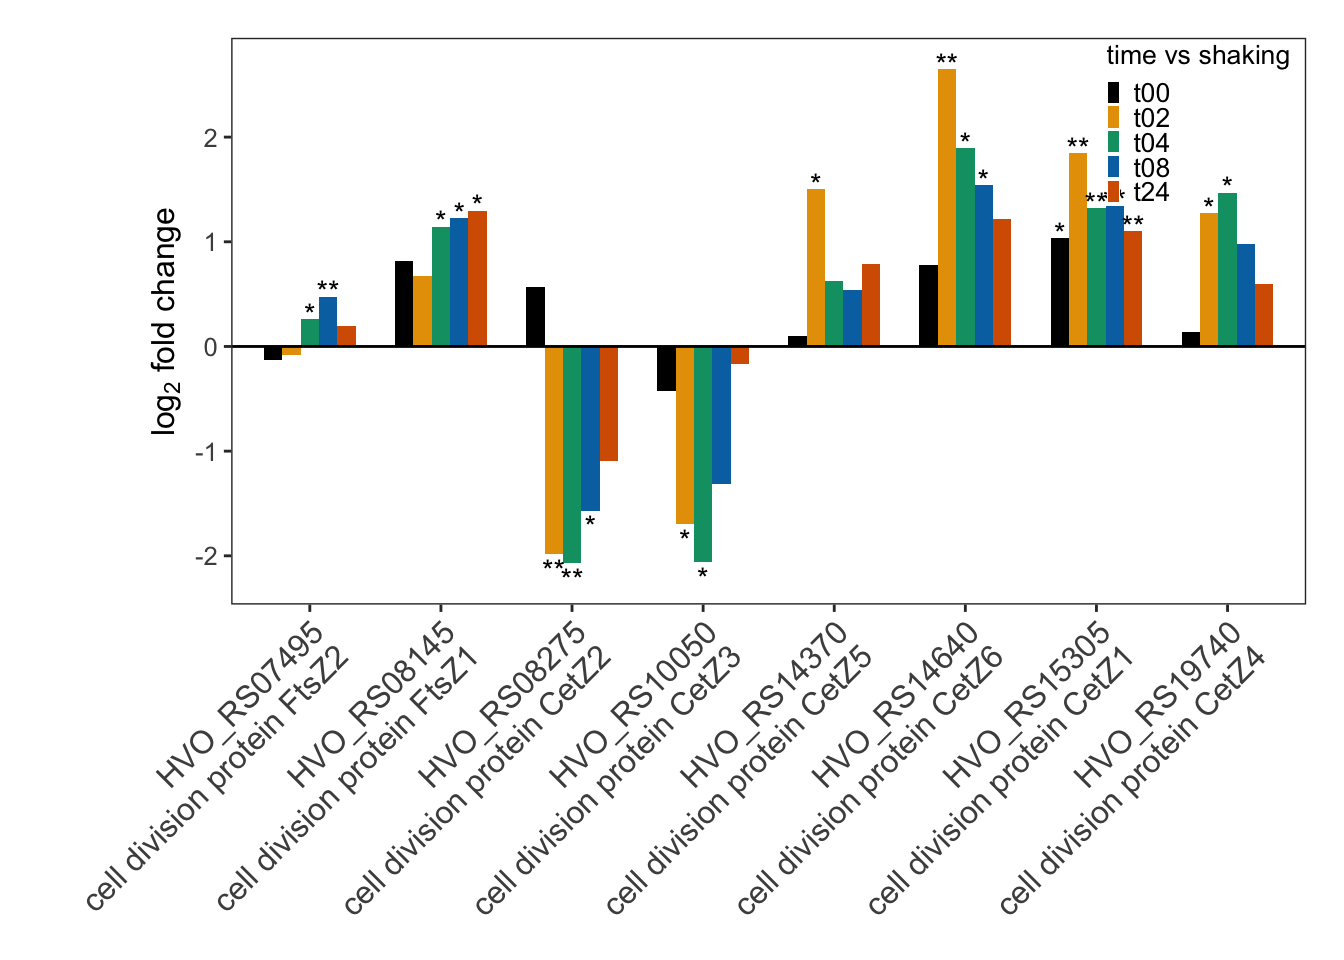 time vs shaking
t00
t02
t04
t08
t24
log2 fold change
2
1
0
-1
-2
*
**
*
*
*
**
**
*
*
*
*
**
*
*
*
**
**
**
*
*
HVO_RS07495
cell division protein FtsZ2
HVO_RS08145
cell division protein FtsZ1
HVO_RS08275
cell division protein CetZ2
HVO_RS10050
cell division protein CetZ3
HVO_RS14370
cell division protein CetZ5
HVO_RS14640
cell division protein CetZ6
HVO_RS15305
cell division protein CetZ1
HVO_RS19740
cell division protein CetZ4